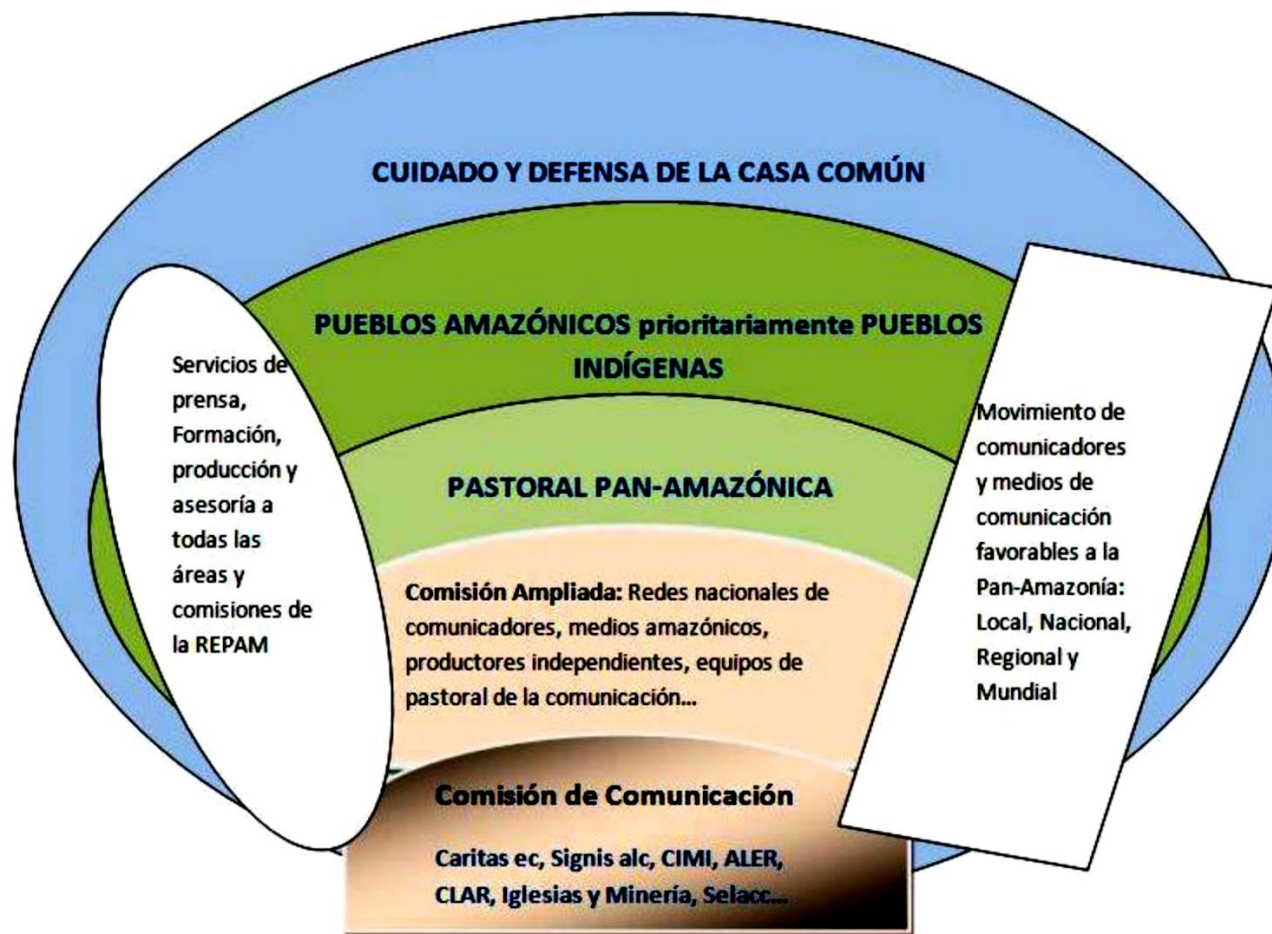 CUIDADO Y DEFENSA DE LA CASA COMÚN
PUEBLOS AMAZÓNICOS prioritariamente PUEBLOS
INDÍGENAS
PASTORAL PAN-AMAZÓNICA
Servicios de
prensa,
Formación,
producción y
asesoría a
todas las
áreas y
comisiones de
la REPAM
Comisión Ampliada: Redes nacionales de
comunicadores, medios amazónicos,
productores independientes, equipos de
pastoral de la comunicación...
Movimiento de
comunicadores
y medios de
comunicación
favorables a la
Pan-Amazonía:
Local, Nacional,
Regional y
Mundial
Comisión de Comunicación
Caritas ec, Signis alc, CIMI, ALER,
CLAR, Iglesias y Minería, Selacc...